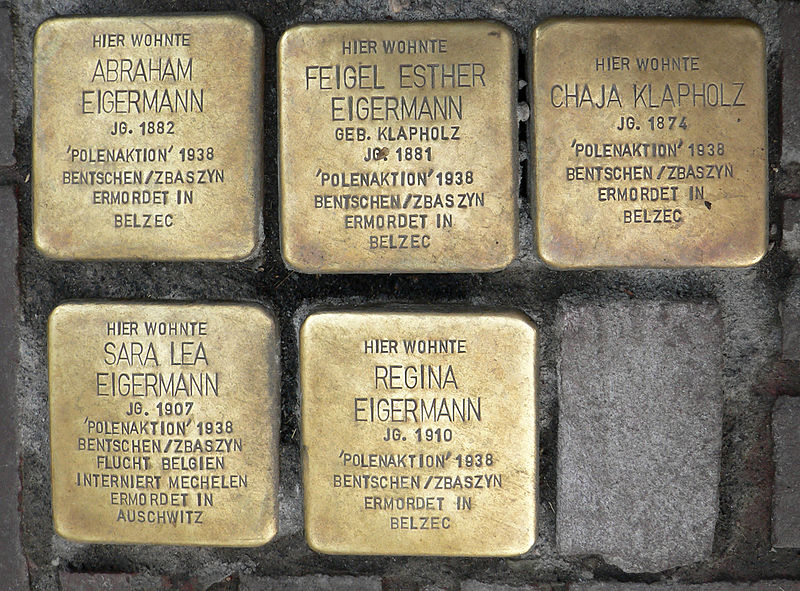 HIER WOHNTE
ABRAHAM
EIGERMANN
JG. 1882
'POLENAKTION' 1938
BENTSCHEN/ZBASZYN
ERMORDET IN
BELZEC
HIER WOHNTE
FEIGEL ESTHER
EIGERMANN
GEB. KLAPHOLZ
JG. 1881
'POLENAKTION' 1938
BENTSCHEN/ZBASZYN
ERMORDET IN
BELZEC
HIER WOHNTE
CHAJA KLAPHOLZ
JG. 1874
'POLENAKTION' 1938
BENTSCHEN/ZBASZYN
ERMORDET IN
BELZEC
HIER WOHNTE
SARA LEA
EIGERMANN
JG. 1907
'POLENAKTION' 1938
BENTSCHEN/ZBASZYN
FLUCHT BELGIEN
INTERNIERT MECHELEN
ERMORDET IN
AUSCHWITZ
HIER WOHNTE
REGINA
EIGERMANN
JG. 1910
'POLENAKTION' 1938
BENTSCHEN/ZBASZYN
ERMORDET IN
BELZEC